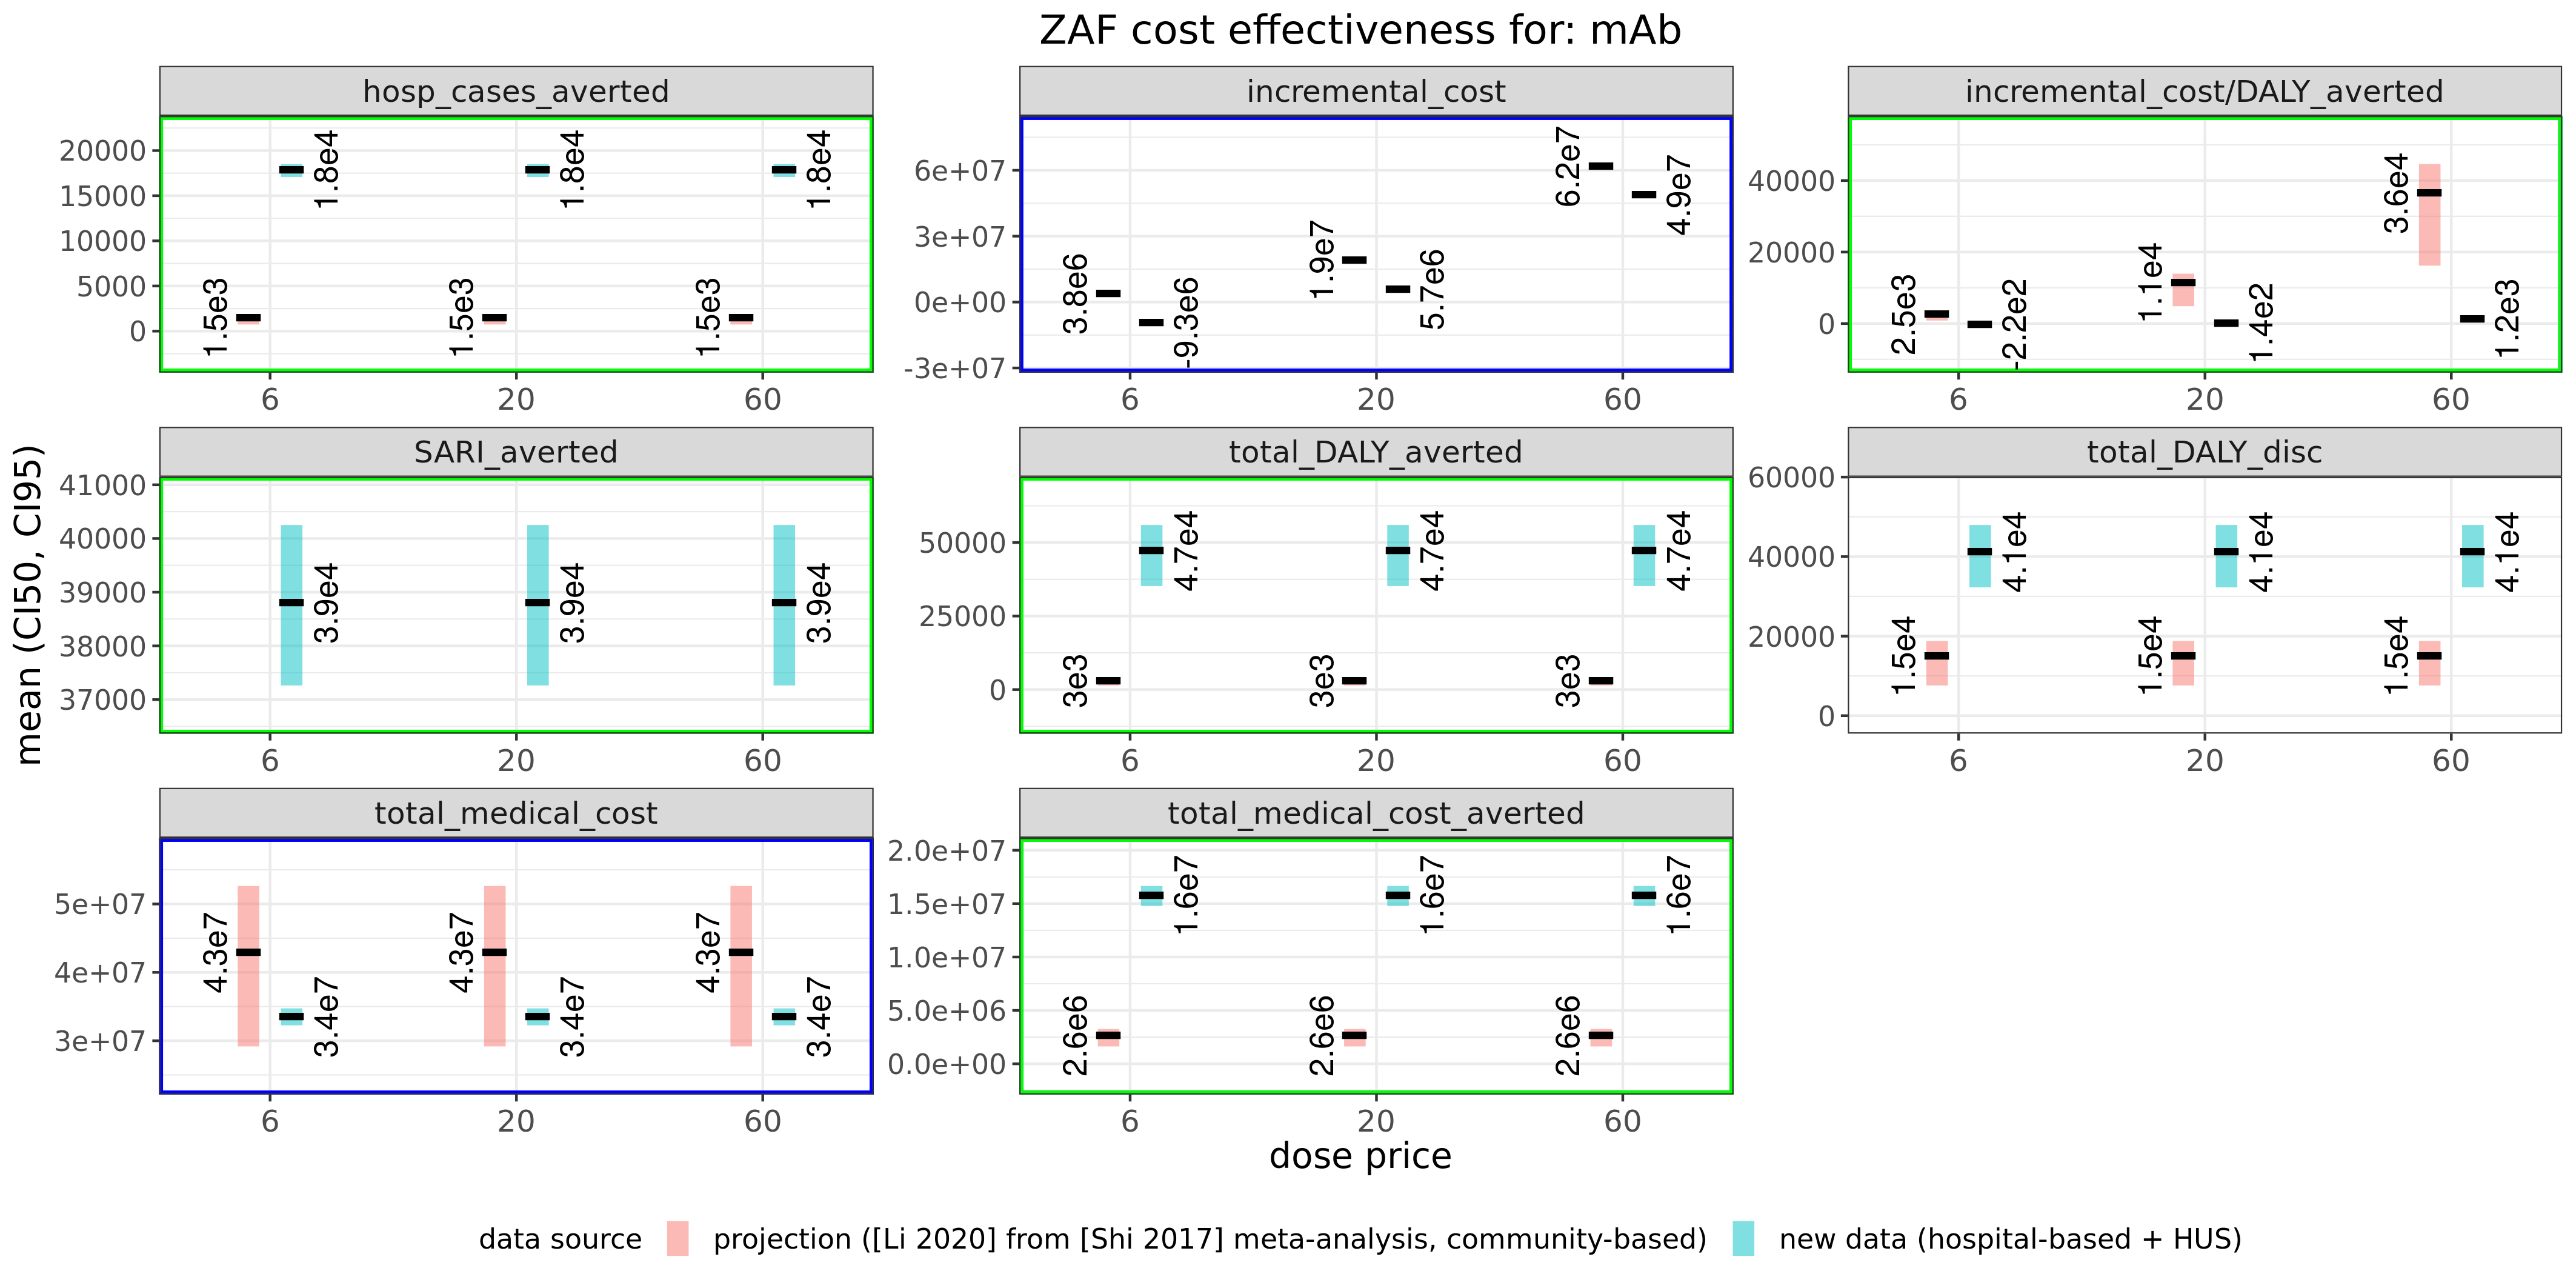 ZAF cost effectiveness for: mAb
mean (CI50, CI95)
hosp_cases_averted
20000
15000
10000
5000
0
1.5e3
1.8e4
1.5e3
1.8e4
1.5e3
1.8e4
6 20 60
incremental_cost
6e+07
3e+07
0e+00
-3e+07
3.8e6
-9.3e6
1.9e7
5.7e6
6.2e7
4.9e7
6 20 60
incremental_cost/DALY_averted
40000
20000
0
2.5e3
-2.2e2
1.1e4
1.4e2
3.6e4
1.2e3
6 20 60
SARI_averted
41000
40000
39000
38000
37000
3.9e4
3.9e4
3.9e4
6 20 60
total_DALY_averted
50000
25000
0
3e3
4.7e4
3e3
4.7e4
3e3
4.7e4
6 20 60
total_DALY_disc
60000
40000
20000
0
1.5e4
4.1e4
1.5e4
4.1e4
1.5e4
4.1e4
6 20 60
total_medical_cost
5e+07
4e+07
3e+07
4.3e7
3.4e7
4.3e7
3.4e7
4.3e7
3.4e7
6 20 60
total_medical_cost_averted
2.0e+07
1.5e+07
1.0e+07
5.0e+06
0.0e+00
2.6e6
1.6e7
2.6e6
1.6e7
2.6e6
1.6e7
6 20 60
dose price
data source projection ([Li 2020] from [Shi 2017] meta-analysis, community-based) new data (hospital-based + HUS)